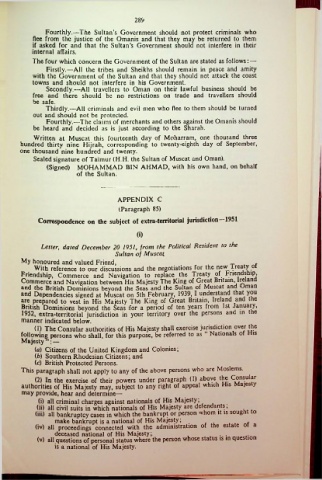 289
Fourthly.—The Sultan's Government should not protect criminals who
flee from the justice of the Omanis and that they may be returned to them
if asked for and that the Sultan's Government should not interfere in their
internal affairs.
The four which concern the Government of the Sultan are stated as follows:—
Firstly.—All the tribes and Sheikhs should remain in peace and amity
with the Government of the Sultan and that they should not attack the coast
towns and should not interfere in his Government.
Secondly.—All travellers to Oman on their lawful business should be
free and there should be no restrictions on trade and travellers should
be safe.
Thirdly.—All criminals and evil men who flee to them should be turned
out and should not be protected.
Fourthly.—The claims of merchants and others against the Omanis should
be heard and decided as is just according to the Sharah.
Written at Muscat this fourteenth day of Moharram, one thousand three
hundred thirty nine Hijrah, corresponding to twenty-eighth day of September,
one thousand nine hundred and twenty.
Sealed signature of Taimur (H.H. the Sultan of Muscat and Oman).
(Signed) MOHAMMAD BIN AHMAD, with his own hand, on behalf
of the Sultan.
APPENDIX C
(Paragraph 85)
Correspondence on the subject of extra-territorial jurisdiction—1951
(i)
Letter, dated December 20 1951, from the Political Resident to the
Sultan of Muscat
My honoured and valued Friend,
With reference to our discussions and the negotiations for the new Treaty of
Friendship, Commerce and Navigation to replace the Treaty of Friendship,
Commerce and Navigation between His Majesty The King of Great Britain, Ireland
and the British Dominions beyond the Seas and the Sultan of Muscat and Oman
and Dependencies signed at Muscat on 5th February, 1939, I understand that you
are prepared to vest in His Majesty The King of Great Britain, Ireland and the
British Dominions beyond the Seas for a period of ten years from 1st January,
1952, extra-territorial jurisdiction in your territory over the persons and in the
manner indicated below.
(1) The Consular authorities of His Majesty shall exercise jurisdiction over the
following persons who shall, for this purpose, be referred to as "Nationals of His
Majesty":—
(a) Citizens of the United Kingdom and Colonies;
(b) Southern Rhodesian Citizens; and
(c) British Protected Persons.
This paragraph shall not apply to any of the above persons who are Moslems.
(2) In the exercise of their powers under paragraph (1) above the Consular
authorities of His Majesty may, subject to any right of appeal which His Majesty
may provide, hear and determine—
(i) all criminal charges against nationals of His Majesty;
(ii) all civil suits in which nationals of His Majesty are defendants;
(iii) all bankruptcy cases in which the bankrupt or person whom it is sought to
make bankrupt is a national of His Majesty;
(iv) all proceedings connected with the administration of the estate of a
deceased national of His Majesty;
(v) all questions of personal status where the person whose status is in question
is a national of His Majesty.